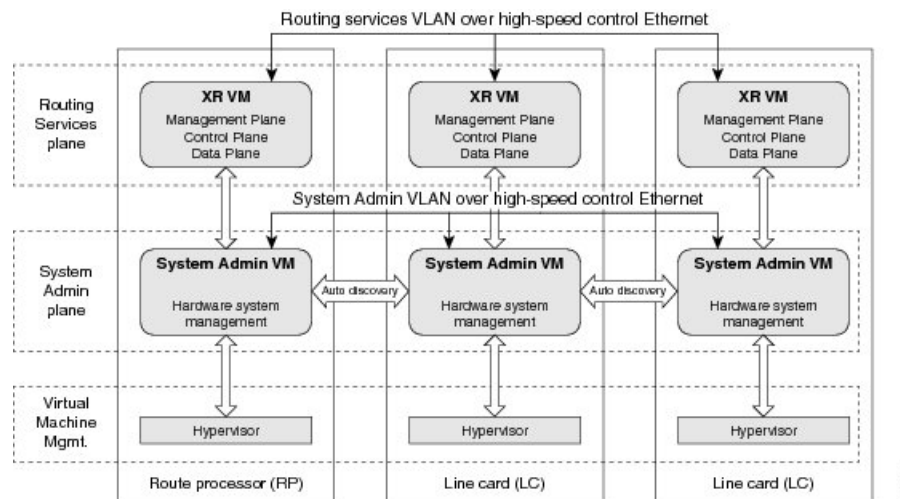 Routing services VLAN over high-speed control Ethernet
Routing
Services
plane
XR VM
Management Plane
Control Plane
Data Plane
XR VM
Management Plane
Control Plane
Data Plane
XR VM
Management Plane
Control Plane
Data Plane
System Admin VLAN over high-speed control Ethernet
System
Admin
plane
System Admin VM
Hardware system
management
Auto discovery
System Admin VM
Hardware system
management
Auto discovery
System Admin VM
Hardware system
management
Virtual
Machine
Mgmt.
Hypervisor
Hypervisor
Hypervisor
Route processor (RP)
Line card (LC)
Line card (LC)